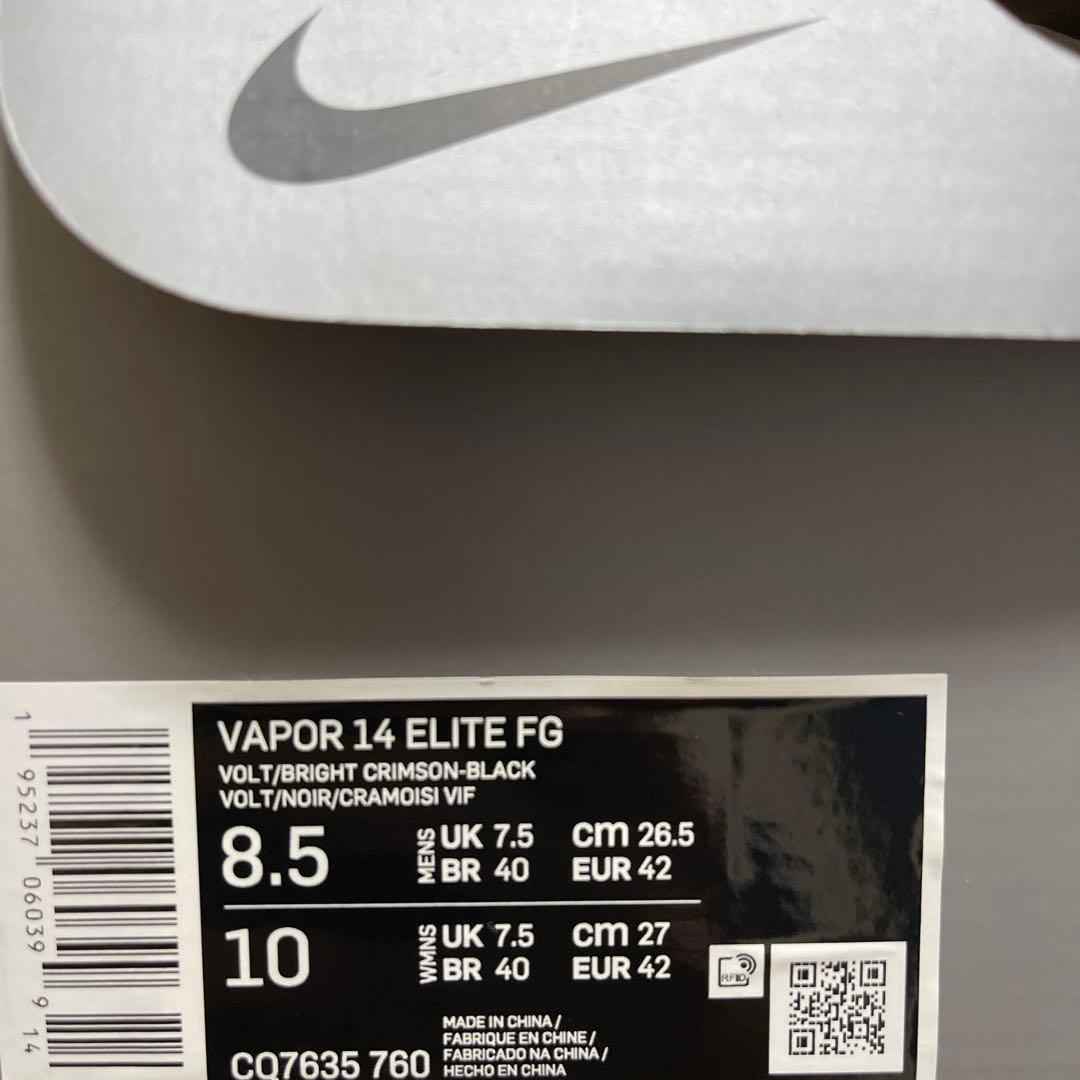 VAPOR 14 ELITE FG
VOLT/BRIGHT CRIMSON-BLACK
VOLT/NOIR/CRAMOISI VIF
8.5 MENS UK 7.5 cm 26.5
BR 40 EUR 42
10 WMNS UK 7.5 cm 27
BR 40 EUR 42
RFID
CQ7635 760
MADE IN CHINA /
FABRIQUE EN CHINE /
FABRICADO NA CHINA /
HECHO EN CHINA
1 95237 06039 9 14